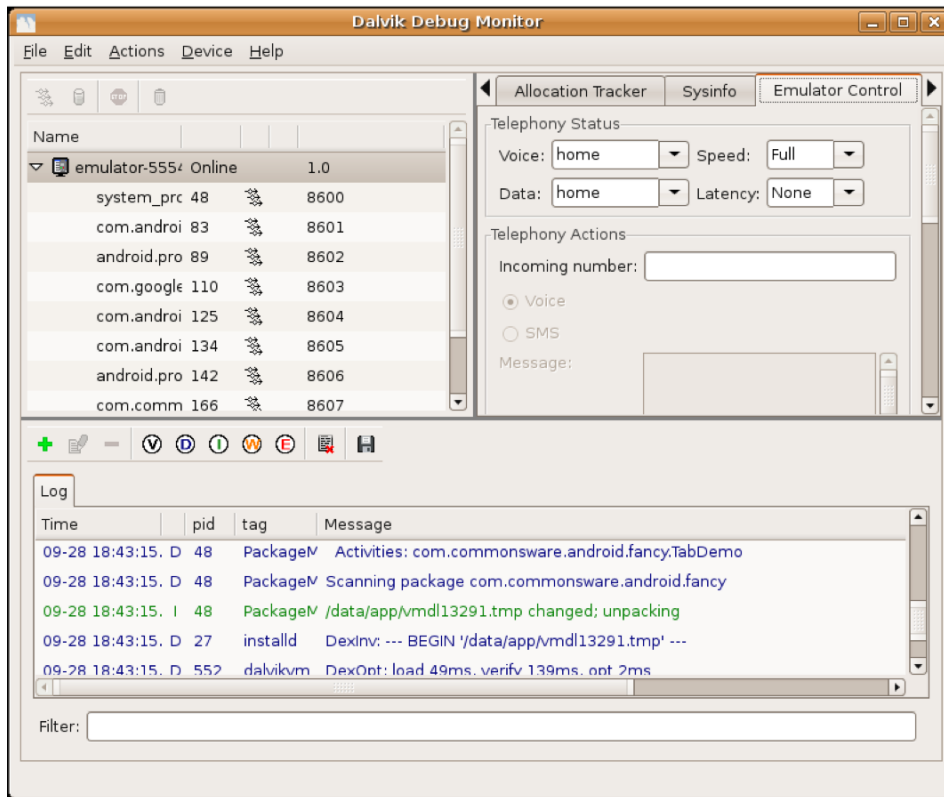 Dalvik Debug Monitor
File Edit Actions Device Help
Name
emulator-5554 Online 1.0
system_prc 48 8600
com.androi 83 8601
android.pro 89 8602
com.google 110 8603
com.androi 125 8604
com.androi 134 8605
android.pro 142 8606
com.comm 166 8607
Allocation Tracker Sysinfo Emulator Control
Telephony Status
Voice: home Speed: Full
Data: home Latency: None
Telephony Actions
Incoming number:
Voice
SMS
Message:
V D I W E
Log
Time pid tag Message
09-28 18:43:15. D 48 PackageM Activities: com.commonsware.android.fancy.TabDemo
09-28 18:43:15. D 48 PackageM Scanning package com.commonsware.android.fancy
09-28 18:43:15. I 48 PackageM /data/app/vmdl13291.tmp changed; unpacking
09-28 18:43:15. D 27 installd DexInv: --- BEGIN '/data/app/vmdl13291.tmp' ---
09-28 18:43:15. D 552 dalvikvm DexOpt: load 49ms, verify 139ms, opt 2ms
Filter: